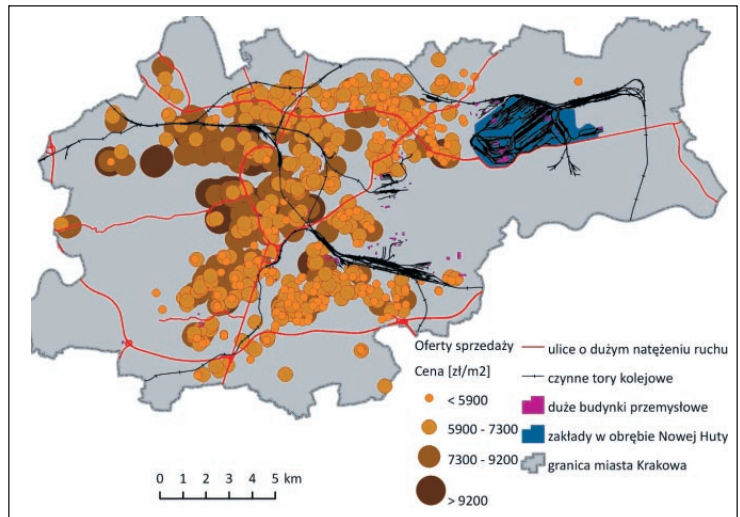 Oferty sprzedaży
Cena [zł/m2]
< 5900
5900 - 7300
7300 - 9200
> 9200
ulice o dużym natężeniu ruchu
czynne tory kolejowe
duże budynki przemysłowe
zakłady w obrębie Nowej Huty
granica miasta Krakowa
0 1 2 3 4 5 km